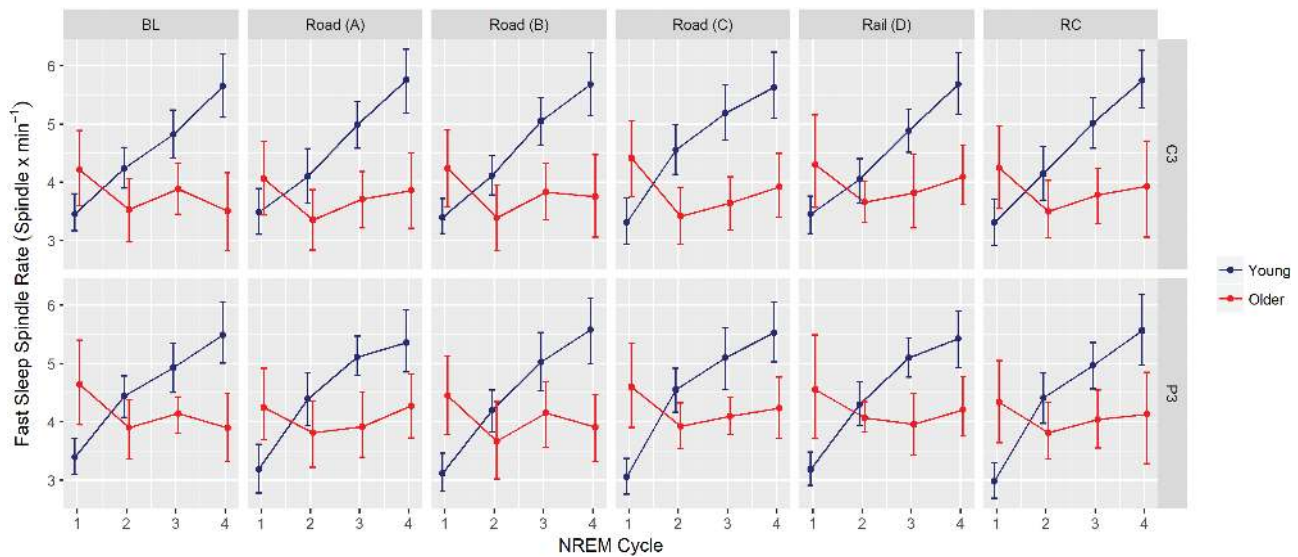 BL Road (A) Road (B) Road (C) Rail (D) RC
Fast Sleep Spindle Rate (Spindle x min⁻¹)
6
5
4
3
C3
6
5
4
3
P3
1 2 3 4 1 2 3 4 1 2 3 4 1 2 3 4 1 2 3 4 1 2 3 4
NREM Cycle
Young
Older